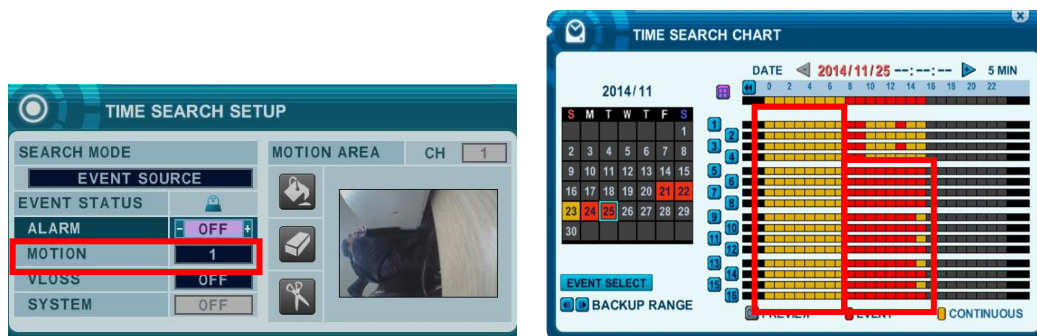 TIME SEARCH SETUP
SEARCH MODE
EVENT SOURCE
EVENT STATUS
ALARM - OFF +
MOTION 1
VLOSS OFF
SYSTEM OFF
MOTION AREA CH 1
TIME SEARCH CHART
DATE 2014/11/25 --:--:-- 5 MIN
0 2 4 6 8 10 12 14 16 18 20 22
2014/11
S M T W T F S
1
2 3 4 5 6 7 8
9 10 11 12 13 14 15
16 17 18 19 20 21 22
23 24 25 26 27 28 29
30
1
2
3
4
5
6
7
8
9
10
11
12
13
14
15
16
EVENT SELECT
BACKUP RANGE
PREVIEW EVENT CONTINUOUS